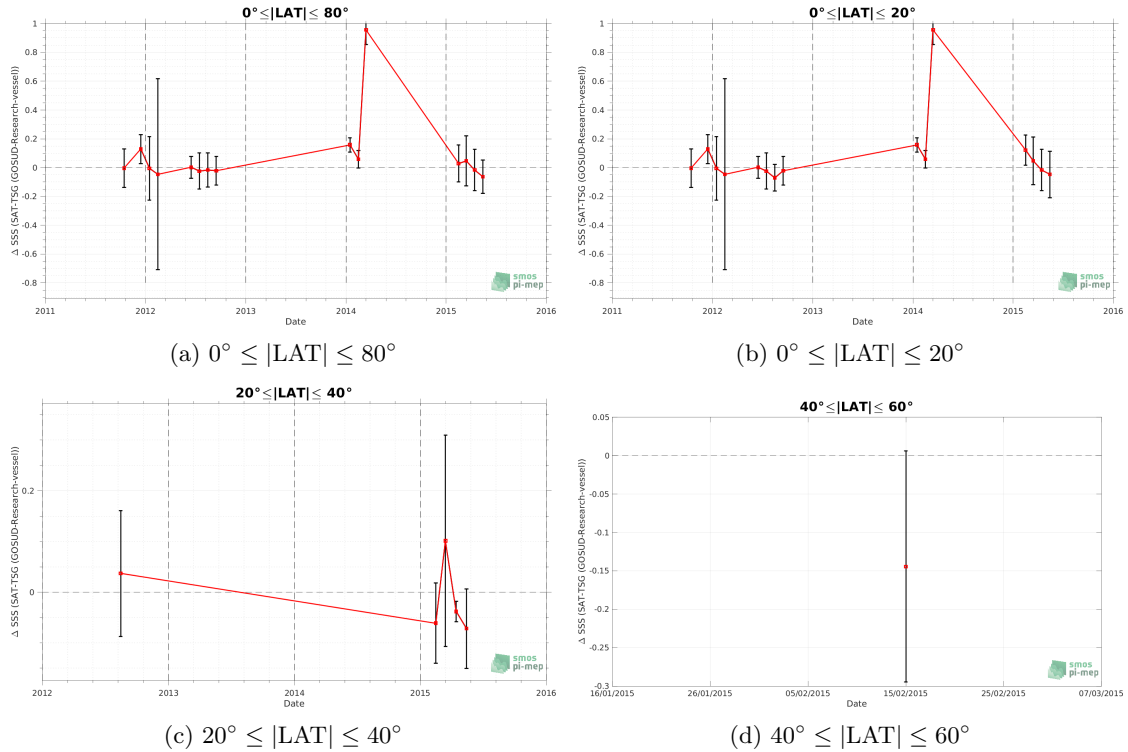 0°≤|LAT|≤ 80°
Δ SSS (SAT-TSG (GOSUD-Research-vessel))
1
0.8
0.6
0.4
0.2
0
-0.2
-0.4
-0.6
-0.8
2011 2012 2013 2014 2015 2016
Date
smos
pi-mep
(a) 0° ≤ |LAT| ≤ 80°
0°≤|LAT|≤ 20°
Δ SSS (SAT-TSG (GOSUD-Research-vessel))
1
0.8
0.6
0.4
0.2
0
-0.2
-0.4
-0.6
-0.8
2011 2012 2013 2014 2015 2016
Date
smos
pi-mep
(b) 0° ≤ |LAT| ≤ 20°
20°≤|LAT|≤ 40°
Δ SSS (SAT-TSG (GOSUD-Research-vessel))
0.2
0
2012 2013 2014 2015 2016
Date
smos
pi-mep
(c) 20° ≤ |LAT| ≤ 40°
40°≤|LAT|≤ 60°
Δ SSS (SAT-TSG (GOSUD-Research-vessel))
0.05
0
-0.05
-0.1
-0.15
-0.2
-0.25
-0.3
16/01/2015 26/01/2015 05/02/2015 15/02/2015 25/02/2015 07/03/2015
Date
smos
pi-mep
(d) 40° ≤ |LAT| ≤ 60°